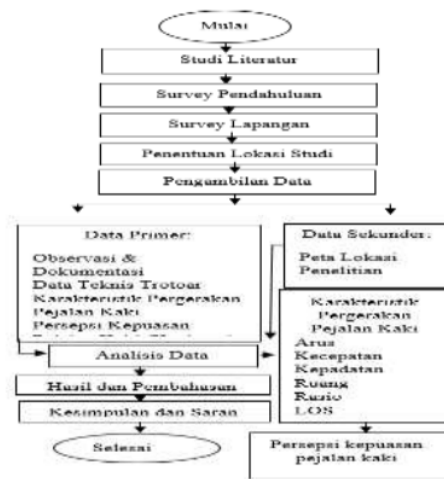 Mulai
Studi Literatur
Survey Pendahuluan
Survey Lapangan
Penentuan Lokasi Studi
Pengambilan Data
Data Primer:
Observasi &
Dokumentasi
Data Teknis Trotoar
Karakteristik Pergerakan
Pejalan Kaki
Persepsi Kepuasan
Data Sekunder:
Peta Lokasi
Penelitian
Analisis Data
Karakteristik
Pergerakan
Pejalan Kaki
Arus
Kecepatan
Kepadatan
Ruang
Rasio
LOS
Hasil dan Pembahasan
Kesimpulan dan Saran
Selesai
Persepsi kepuasan
pejalan kaki